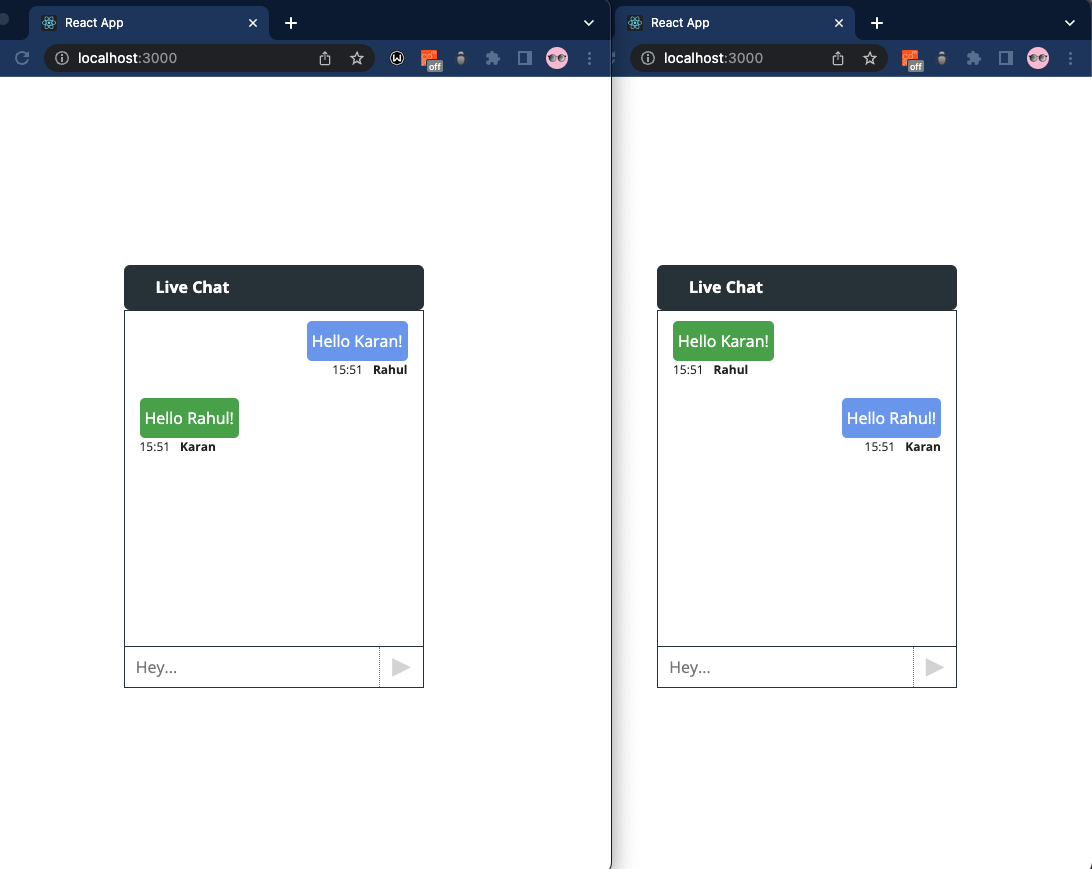 React App
localhost:3000
off
Live Chat
Hello Karan!
15:51 Rahul
Hello Rahul!
15:51 Karan
Hey...
React App
localhost:3000
off
Live Chat
Hello Karan!
15:51 Rahul
Hello Rahul!
15:51 Karan
Hey...